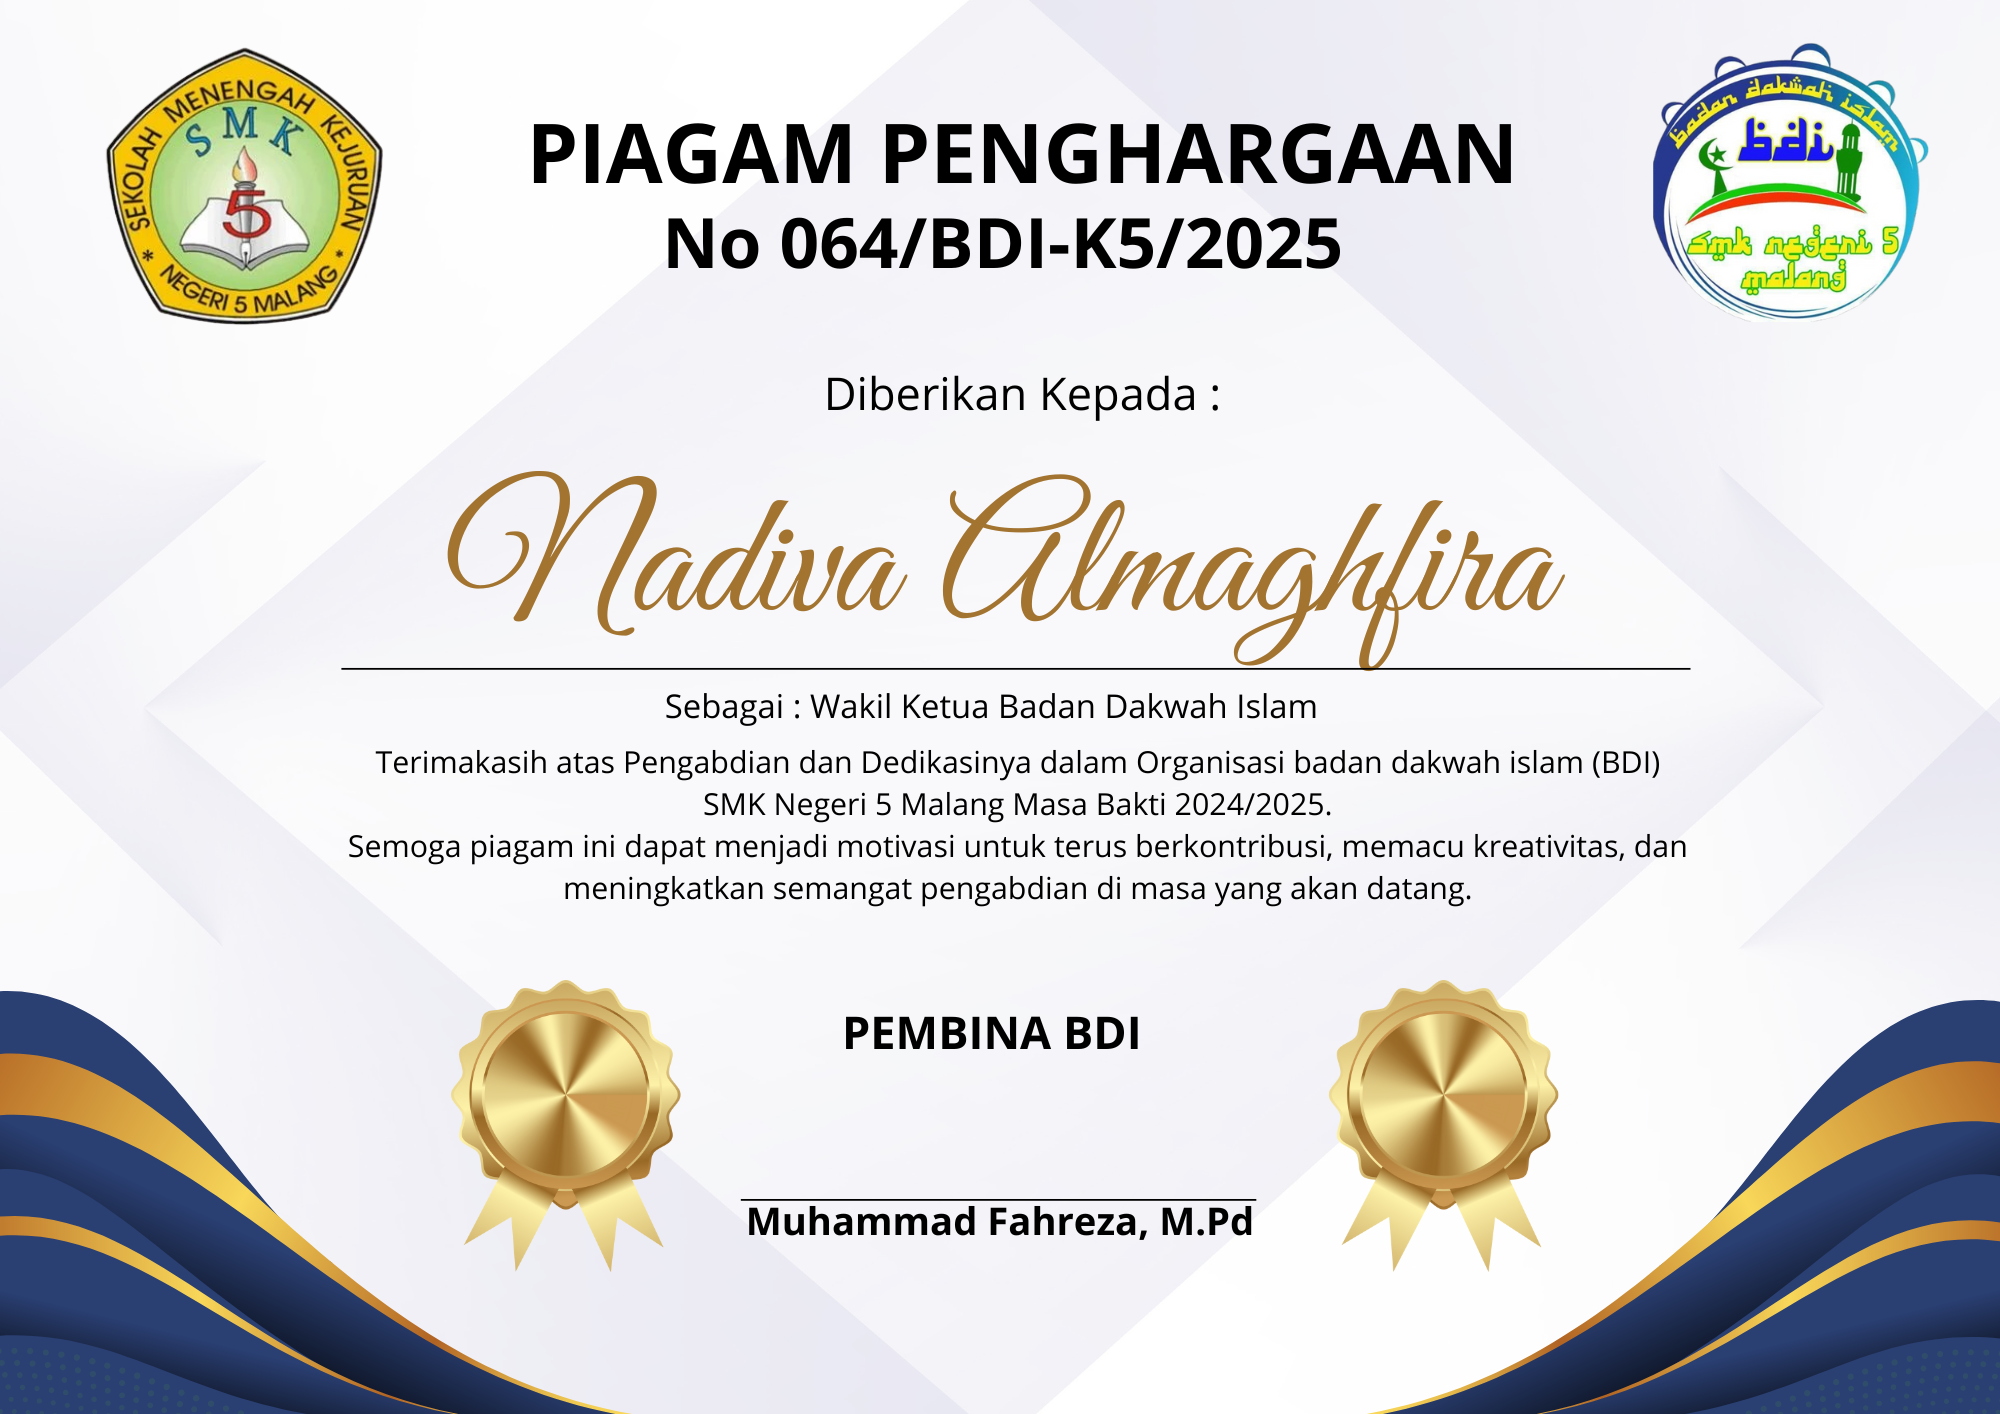 SEKOLAH MENENGAH KEJURUAN
SMK
5
* NEGERI 5 MALANG *
badan dakwah islam
bdi
smk negeri 5
malang
PIAGAM PENGHARGAAN
No 064/BDI-K5/2025
Diberikan Kepada :
Nadiva Almaghfira
Sebagai : Wakil Ketua Badan Dakwah Islam
Terimakasih atas Pengabdian dan Dedikasinya dalam Organisasi badan dakwah islam (BDI)
SMK Negeri 5 Malang Masa Bakti 2024/2025.
Semoga piagam ini dapat menjadi motivasi untuk terus berkontribusi, memacu kreativitas, dan
meningkatkan semangat pengabdian di masa yang akan datang.
PEMBINA BDI
Muhammad Fahreza, M.Pd